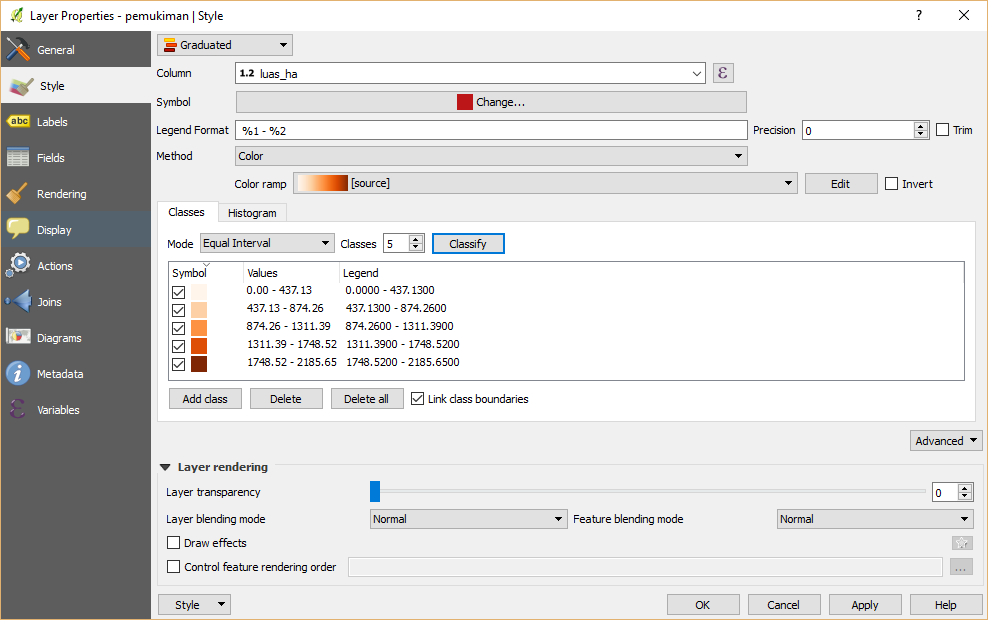 Layer Properties - pemukiman | Style
?
General
Style
abc Labels
Fields
Rendering
Display
Actions
Joins
Diagrams
i Metadata
ε Variables
Graduated
Column 1.2 luas_ha ε
Symbol Change...
Legend Format %1 - %2 Precision 0 Trim
Method Color
Color ramp [source] Edit Invert
Classes Histogram
Mode Equal Interval Classes 5 Classify
Symbol Values Legend
0.00 - 437.13 0.0000 - 437.1300
437.13 - 874.26 437.1300 - 874.2600
874.26 - 1311.39 874.2600 - 1311.3900
1311.39 - 1748.52 1311.3900 - 1748.5200
1748.52 - 2185.65 1748.5200 - 2185.6500
Add class Delete Delete all Link class boundaries
Advanced
Layer rendering
Layer transparency 0
Layer blending mode Normal Feature blending mode Normal
Draw effects
Control feature rendering order ...
Style OK Cancel Apply Help